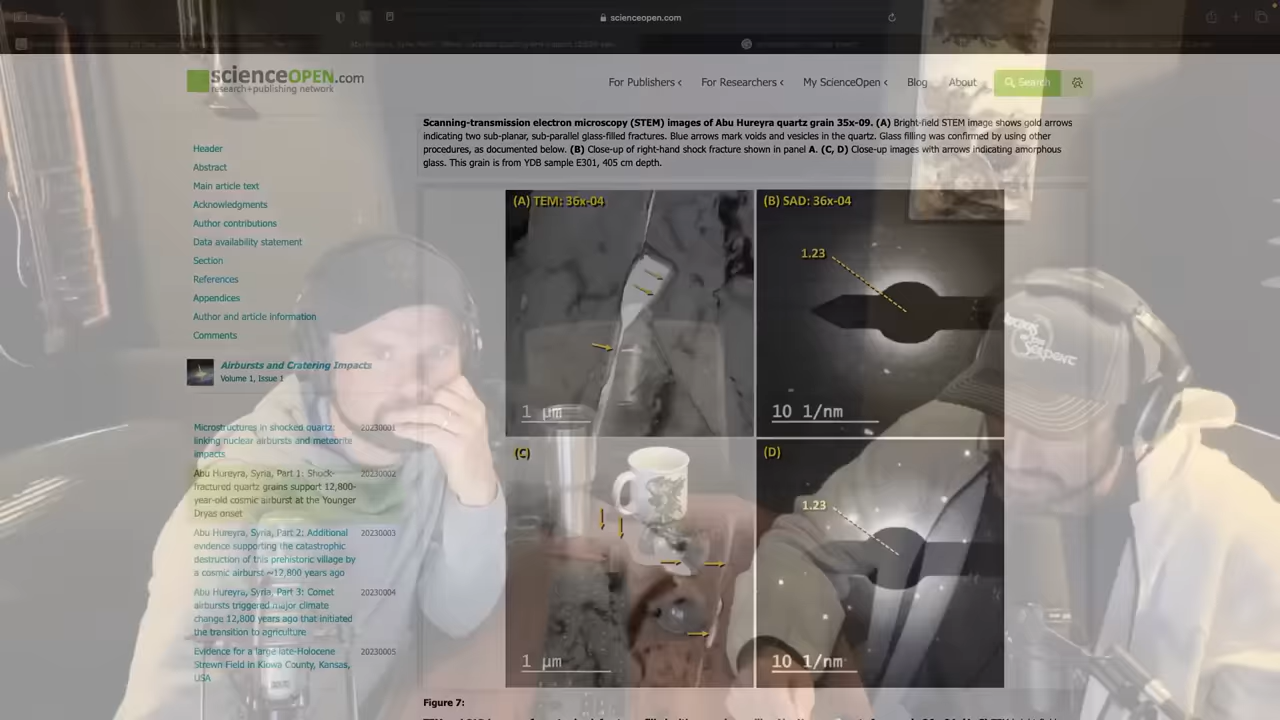 scienceopen.com
scienceOPEN.com
research+publishing network
For Publishers
For Researchers
My ScienceOpen
Blog
About
Search
Header
Abstract
Main article text
Acknowledgments
Author contributions
Data availability statement
Section
References
Appendices
Author and article information
Comments
Airbursts and Cratering Impacts
Volume 1, Issue 1
Microstructures in shocked quartz: 20230001
linking nuclear airbursts and meteorite
impacts
Abu Hureyra, Syria, Part 1: Shock- 20230002
fractured quartz grains support 12,800-
year-old cosmic airburst at the Younger
Dryas onset
Abu Hureyra, Syria, Part 2: Additional 20230003
evidence supporting the catastrophic
destruction of this prehistoric village by
a cosmic airburst ~12,800 years ago
Abu Hureyra, Syria, Part 3: Comet 20230004
airbursts triggered major climate
change 12,800 years ago that initiated
the transition to agriculture
Evidence for a large late-Holocene 20230005
Strewn Field in Kiowa County, Kansas,
USA
Scanning-transmission electron microscopy (STEM) images of Abu Hureyra quartz grain 35x-09. (A) Bright-field STEM image shows gold arrows
indicating two sub-planar, sub-parallel glass-filled fractures. Blue arrows mark voids and vesicles in the quartz. Glass filling was confirmed by using other
procedures, as documented below. (B) Close-up of right-hand shock fracture shown in panel A. (C, D) Close-up images with arrows indicating amorphous
glass. This grain is from YDB sample E301, 405 cm depth.
(A) TEM: 36x-04
1 µm
(B) SAD: 36x-04
1.23
10 1/nm
(C)
1 µm
(D)
1.23
10 1/nm
Figure 7:
Serpent